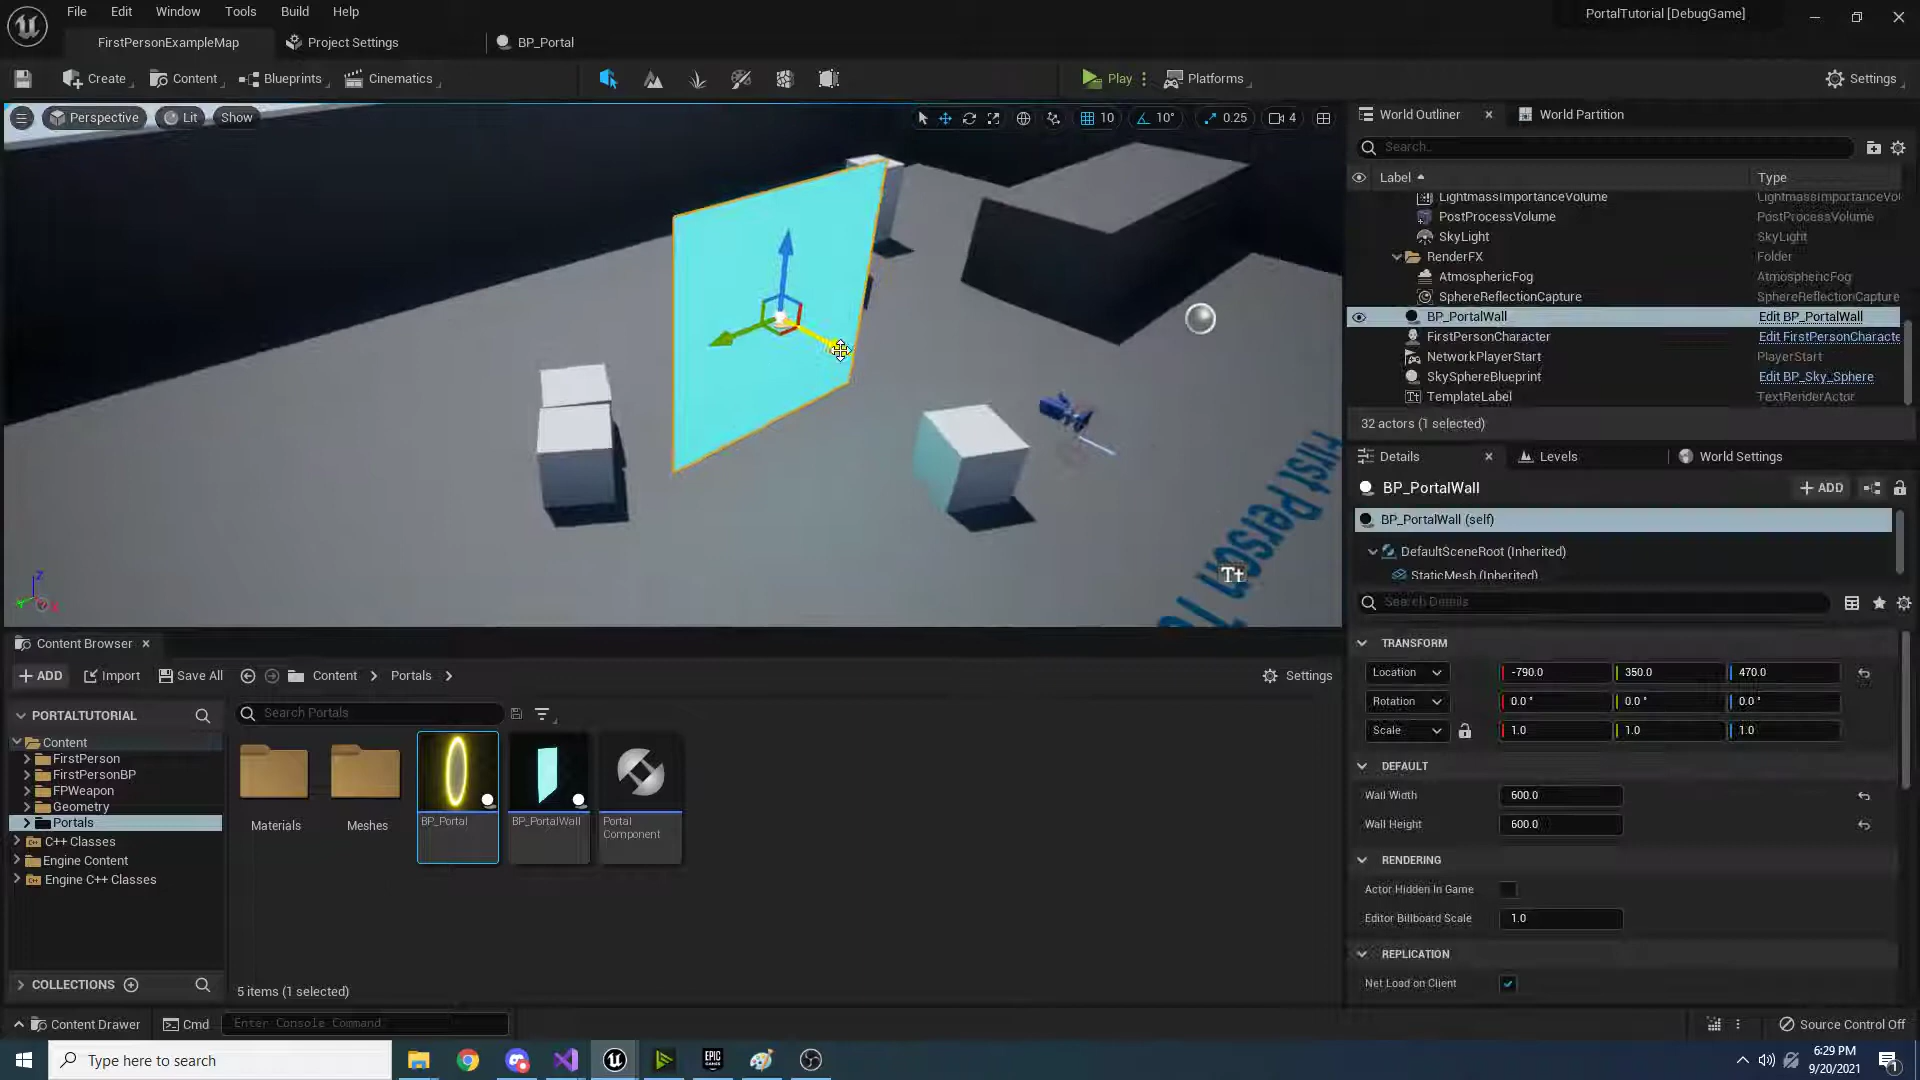 File Edit Window Tools Build Help
PortalTutorial [DebugGame]
FirstPersonExampleMap
Project Settings
BP_Portal
Create
Content
Blueprints
Cinematics
Play
Platforms
Settings
Perspective
Lit
Show
10
10°
0.25
4
First Person
Tt
World Outliner
World Partition
Search...
Label
Type
LightmassImportanceVolume
LightmassImportanceVol
PostProcessVolume
PostProcessVolume
SkyLight
SkyLight
RenderFX
Folder
AtmosphericFog
AtmosphericFog
SphereReflectionCapture
SphereReflectionCapture
BP_PortalWall
Edit BP_PortalWall
FirstPersonCharacter
Edit FirstPersonCharacte
NetworkPlayerStart
PlayerStart
SkySphereBlueprint
Edit BP_Sky_Sphere
TemplateLabel
TextRenderActor
32 actors (1 selected)
Details
Levels
World Settings
BP_PortalWall
ADD
BP_PortalWall (self)
DefaultSceneRoot (Inherited)
StaticMesh (Inherited)
Search Details
TRANSFORM
Location
-790.0
350.0
470.0
Rotation
0.0 °
0.0 °
0.0 °
Scale
1.0
1.0
1.0
DEFAULT
Wall Width
600.0
Wall Height
600.0
RENDERING
Actor Hidden In Game
Editor Billboard Scale
1.0
REPLICATION
Net Load on Client
Content Browser
ADD
Import
Save All
Content
Portals
Settings
PORTALTUTORIAL
Search Portals
Content
FirstPerson
FirstPersonBP
FPWeapon
Geometry
Portals
C++ Classes
Engine Content
Engine C++ Classes
Materials
Meshes
BP_Portal
BP_PortalWall
Portal
Component
COLLECTIONS
5 items (1 selected)
Content Drawer
Cmd
Enter Console Command
Source Control Off
Type here to search
EPIC
GAMES
6:29 PM
9/20/2021
1